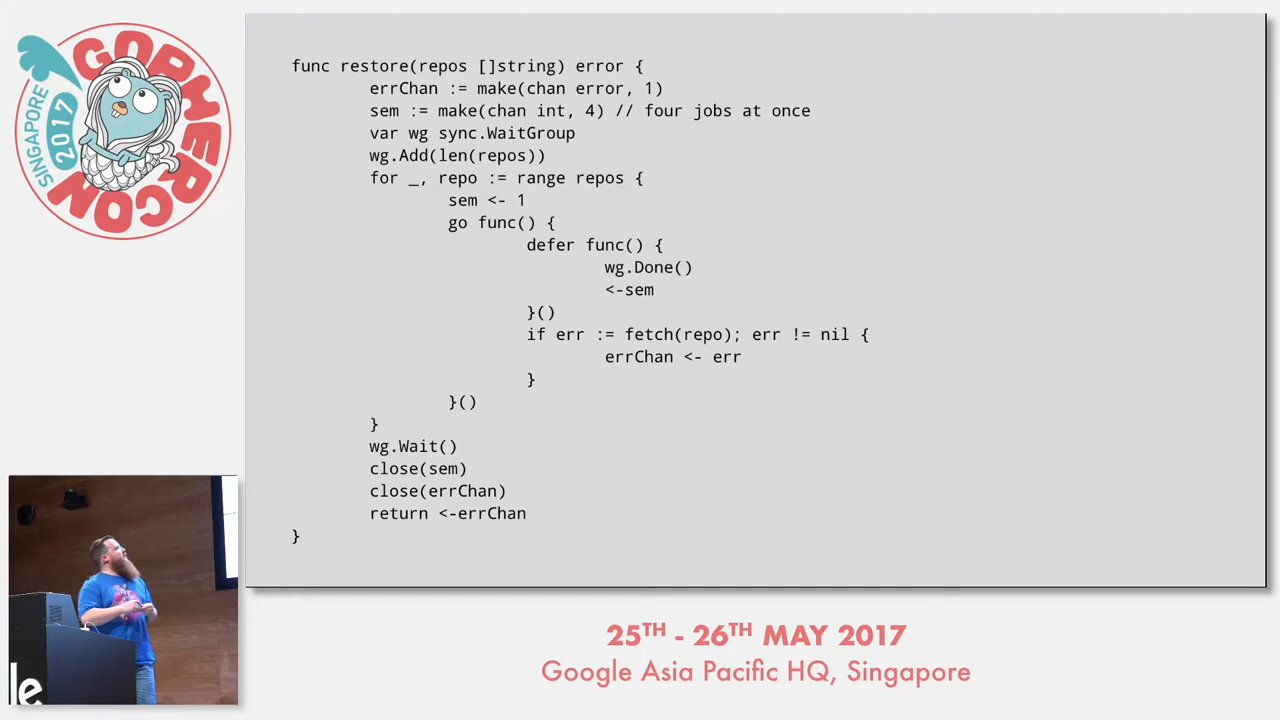 GOPHERCON
SINGAPORE
2017
func restore(repos []string) error {
        errChan := make(chan error, 1)
        sem := make(chan int, 4) // four jobs at once
        var wg sync.WaitGroup
        wg.Add(len(repos))
        for _, repo := range repos {
                sem <- 1
                go func() {
                        defer func() {
                                wg.Done()
                                <-sem
                        }()
                        if err := fetch(repo); err != nil {
                                errChan <- err
                        }
                }()
        }
        wg.Wait()
        close(sem)
        close(errChan)
        return <-errChan
}
le
25TH - 26TH MAY 2017
Google Asia Pacific HQ, Singapore